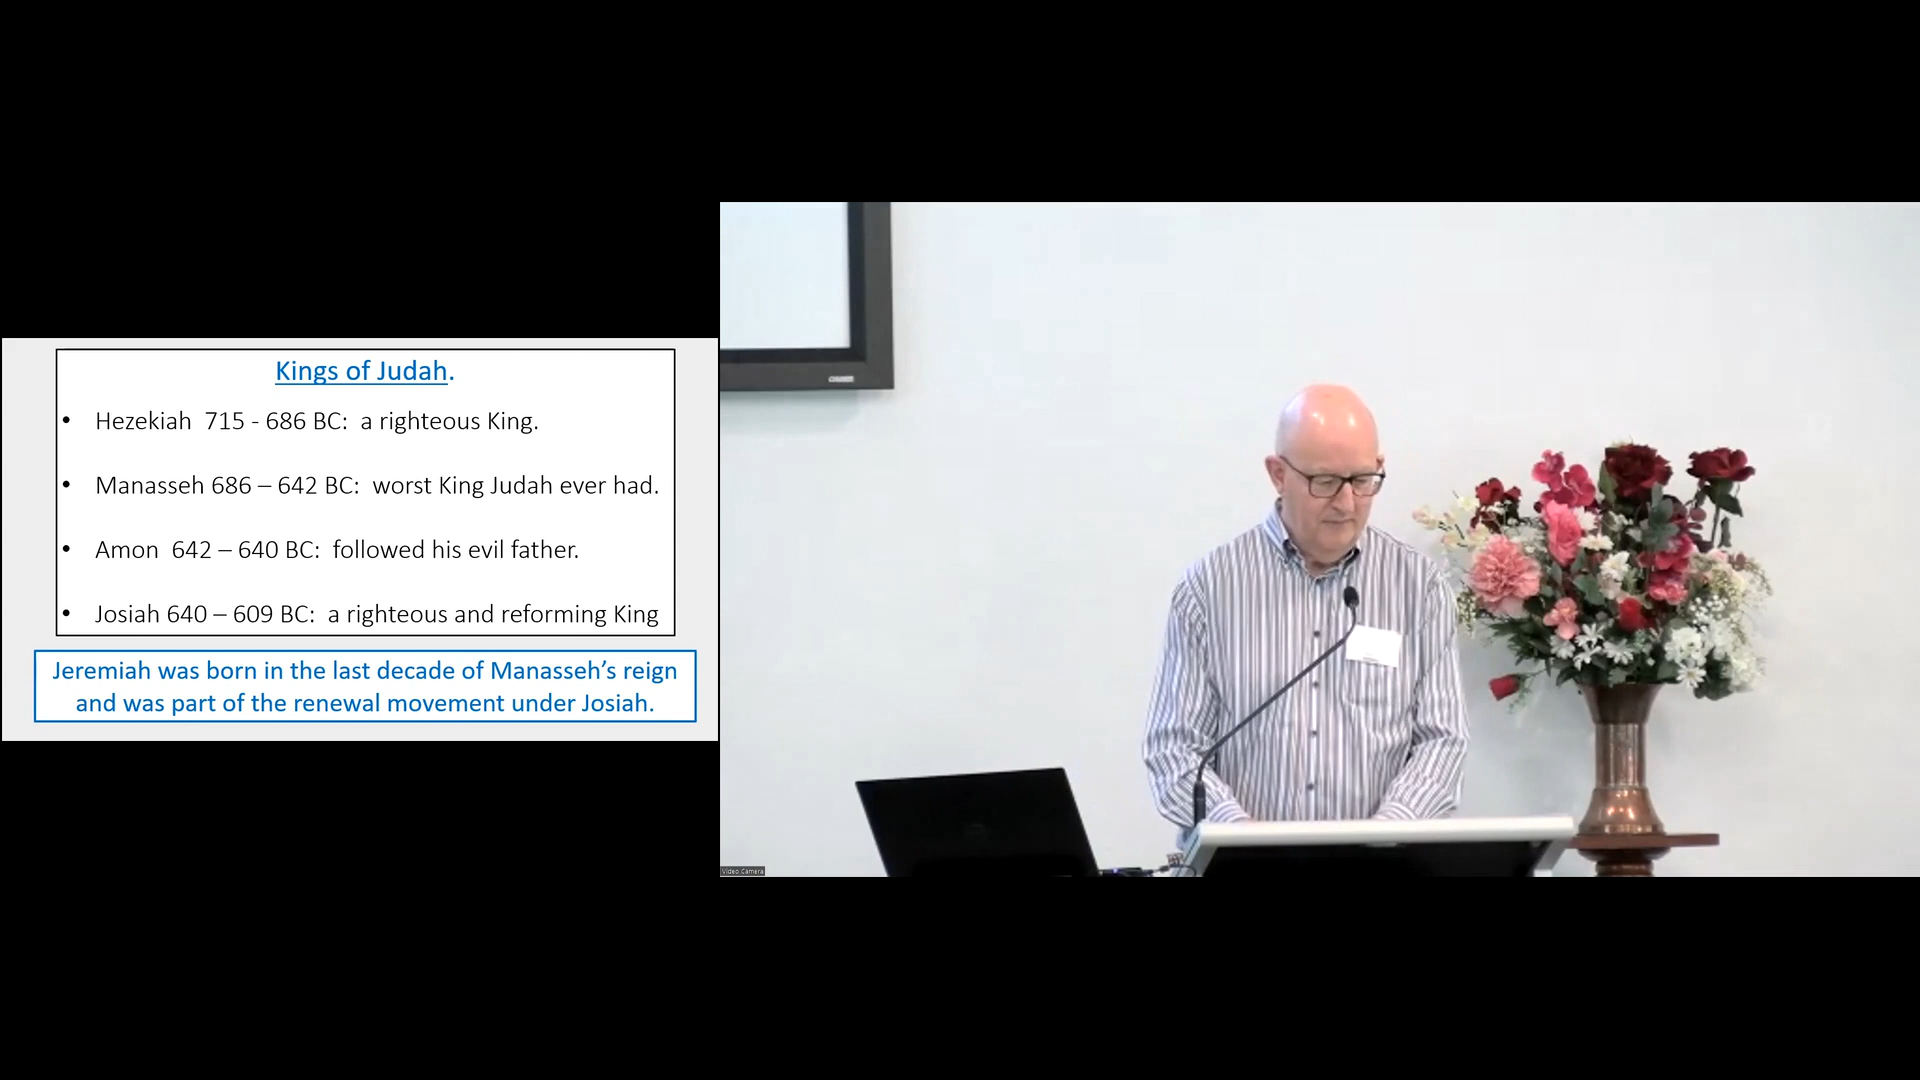 Kings of Judah.
• Hezekiah 715 - 686 BC: a righteous King.
• Manasseh 686 – 642 BC: worst King Judah ever had.
• Amon 642 – 640 BC: followed his evil father.
• Josiah 640 – 609 BC: a righteous and reforming King
Jeremiah was born in the last decade of Manasseh’s reign
and was part of the renewal movement under Josiah.
Video Camera